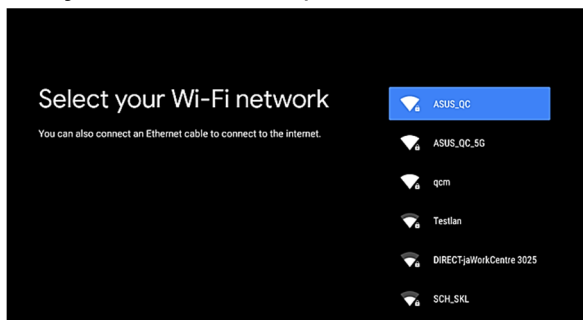 Select your Wi-Fi network
You can also connect an Ethernet cable to connect to the internet.
ASUS_QC
ASUS_QC_5G
qcm
Testlan
DIRECT-jaWorkCentre 3025
SCH_SKL